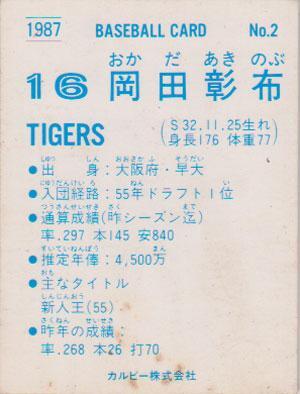 1987 BASEBALL CARD No.2
おかだ あきのぶ
16 岡田彰布
TIGERS
(S32.11.25生れ
身長176 体重77)
しゅっ しん おおさかふ そうだい
●出身:大阪府・早大
にゅうだんけいろ ねん い
●入団経路:55年ドラフト1位
つうさんせいせき さく まで
●通算成績(昨シーズン迄)
率.297 本145 安840
すいていねんぽう まん
●推定年俸:4,500万
おも
●主なタイトル
しんじんおう
新人王(55)
さくねん せいせき
●昨年の成績:
率.268 本26 打70
カルビー株式会社